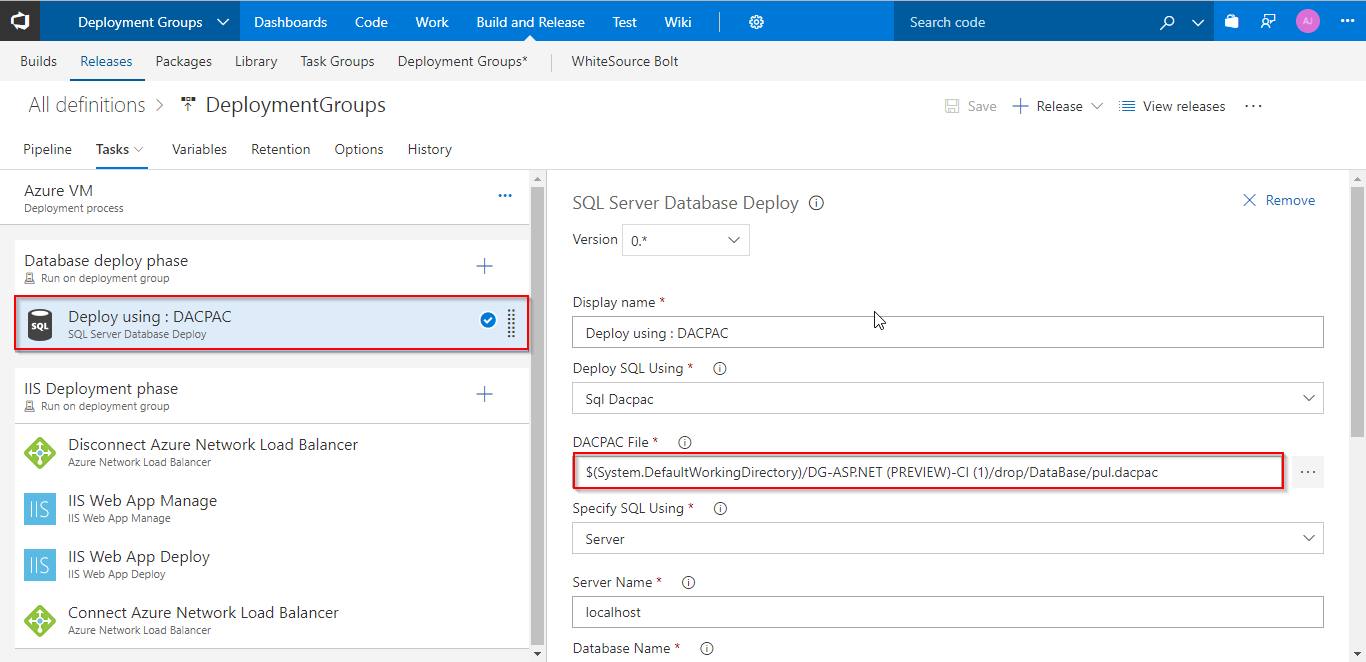 Deployment Groups Dashboards Code Work Build and Release Test Wiki Search code AJ
Builds Releases Packages Library Task Groups Deployment Groups* WhiteSource Bolt
All definitions > DeploymentGroups Save Release View releases ...
Pipeline Tasks Variables Retention Options History
Azure VM
Deployment process
Database deploy phase
Run on deployment group
SQL
Deploy using : DACPAC
SQL Server Database Deploy
IIS Deployment phase
Run on deployment group
Disconnect Azure Network Load Balancer
Azure Network Load Balancer
IIS
IIS Web App Manage
IIS Web App Manage
IIS
IIS Web App Deploy
IIS Web App Deploy
Connect Azure Network Load Balancer
Azure Network Load Balancer
SQL Server Database Deploy
Remove
Version 0.*
Display name *
Deploy using : DACPAC
Deploy SQL Using *
Sql Dacpac
DACPAC File *
$(System.DefaultWorkingDirectory)/DG-ASP.NET (PREVIEW)-CI (1)/drop/DataBase/pul.dacpac
Specify SQL Using *
Server
Server Name *
localhost
Database Name *